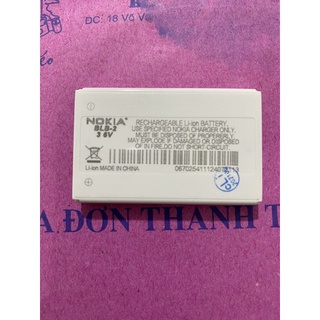 ĐC: 18 Võ Vă
NOKIA
BLB-2
3 6V
RECHARGEABLE Li-ion BATTERY.
USE SPECIFIED NOKIA CHARGER ONLY.
MUST BE DISPOSED OF PROPERERLY.
MAY EXPLODE IF DAMAGED OR DISPOSED
OF IN FIRE. DO NOT SHORT-CIRCUIT.
Li-ion MADE IN CHINA
A ĐƠN THANH T